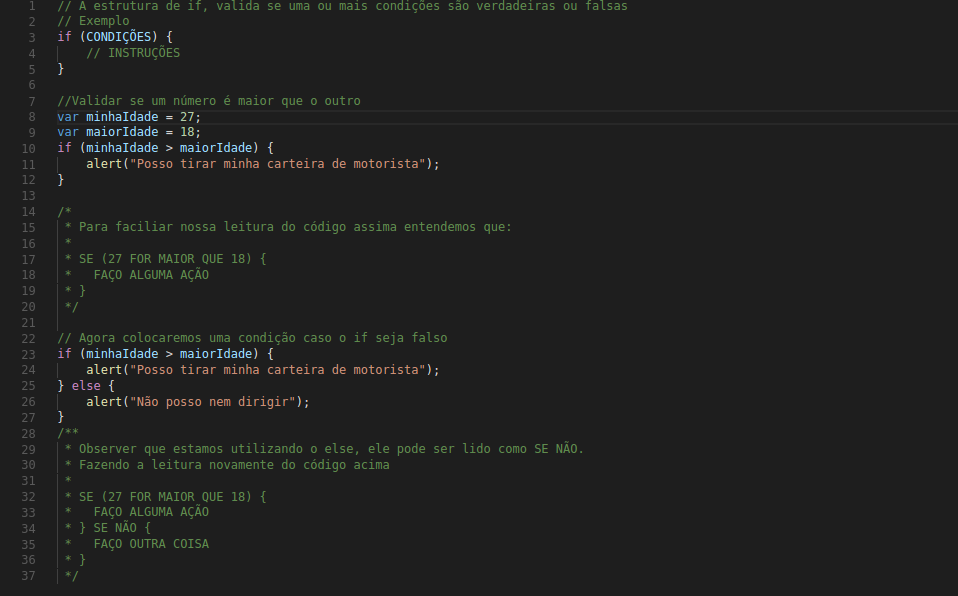 1 // A estrutura de if, valida se uma ou mais condições são verdadeiras ou falsas
2 // Exemplo
3 if (CONDIÇÕES) {
4     // INSTRUÇÕES
5 }
6
7 //Validar se um número é maior que o outro
8 var minhaIdade = 27;
9 var maiorIdade = 18;
10 if (minhaIdade > maiorIdade) {
11     alert("Posso tirar minha carteira de motorista");
12 }
13
14 /*
15  * Para faciliar nossa leitura do código assima entendemos que:
16  *
17  * SE (27 FOR MAIOR QUE 18) {
18  *   FAÇO ALGUMA AÇÃO
19  * }
20  */
21
22 // Agora colocaremos uma condição caso o if seja falso
23 if (minhaIdade > maiorIdade) {
24     alert("Posso tirar minha carteira de motorista");
25 } else {
26     alert("Não posso nem dirigir");
27 }
28 /**
29  * Observer que estamos utilizando o else, ele pode ser lido como SE NÃO.
30  * Fazendo a leitura novamente do código acima
31  *
32  * SE (27 FOR MAIOR QUE 18) {
33  *   FAÇO ALGUMA AÇÃO
34  * } SE NÃO {
35  *   FAÇO OUTRA COISA
36  * }
37  */